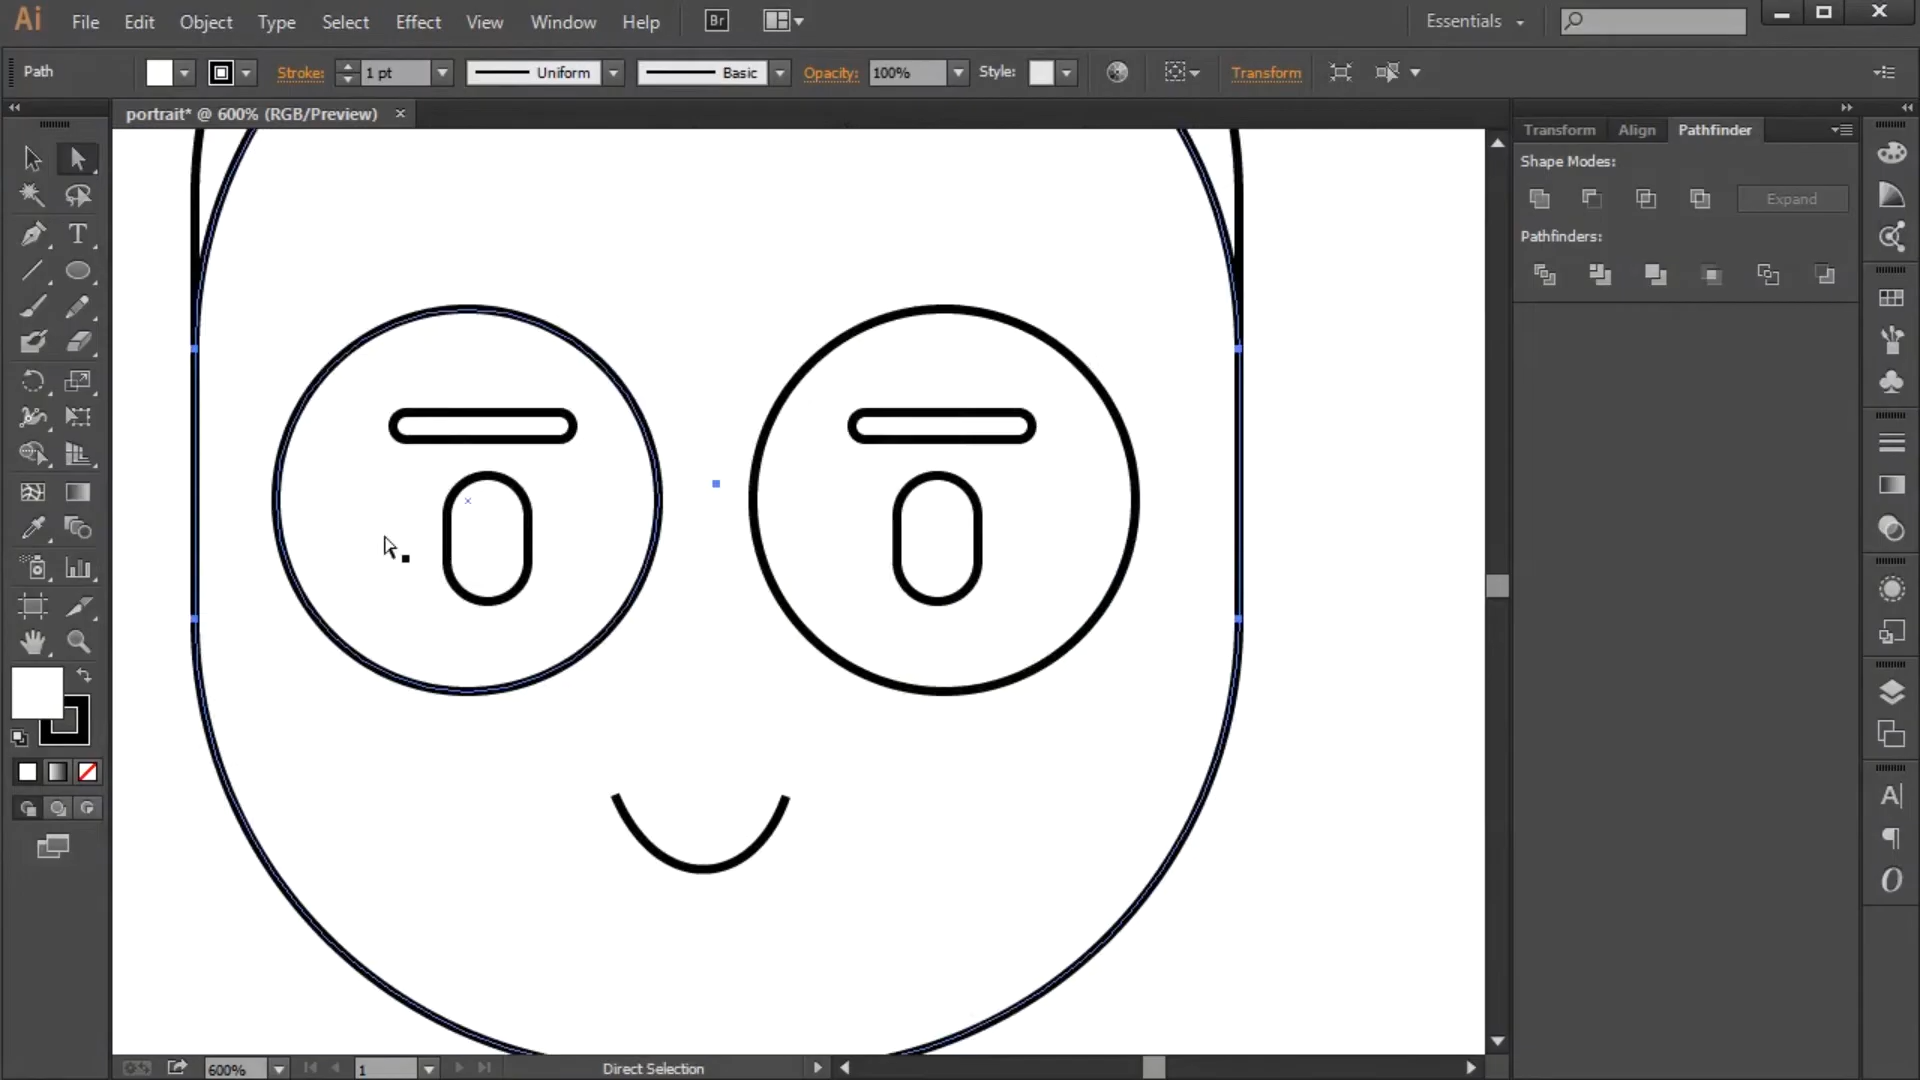 Ai File Edit Object Type Select Effect View Window Help Br Essentials
Path Stroke: 1 pt Uniform Basic Opacity: 100% Style: Transform
portrait* @ 600% (RGB/Preview)
Transform Align Pathfinder
Shape Modes:
Expand
Pathfinders:
600% 1 Direct Selection